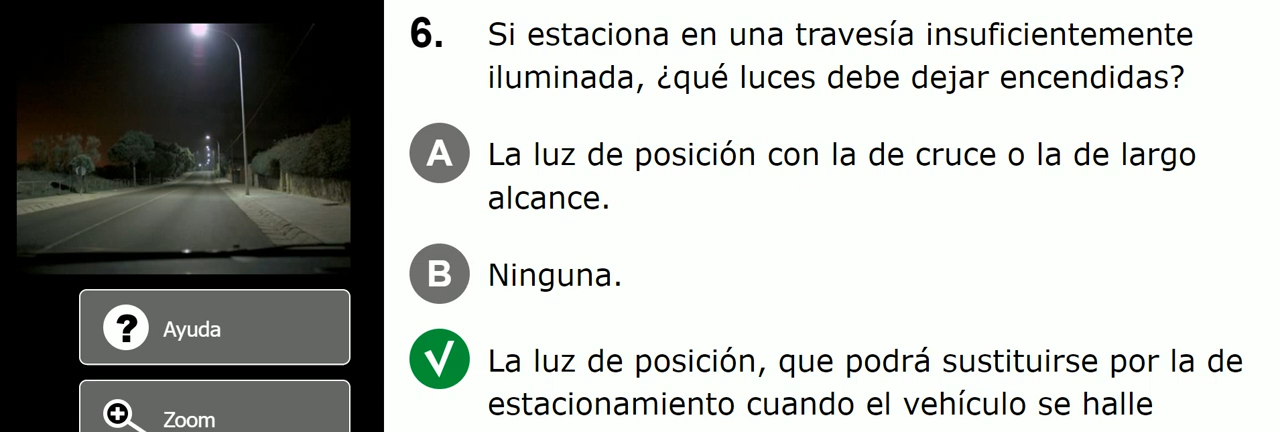 6. Si estaciona en una travesía insuficientemente
iluminada, ¿qué luces debe dejar encendidas?
A La luz de posición con la de cruce o la de largo
alcance.
B Ninguna.
La luz de posición, que podrá sustituirse por la de
estacionamiento cuando el vehículo se halle
? Ayuda
Zoom